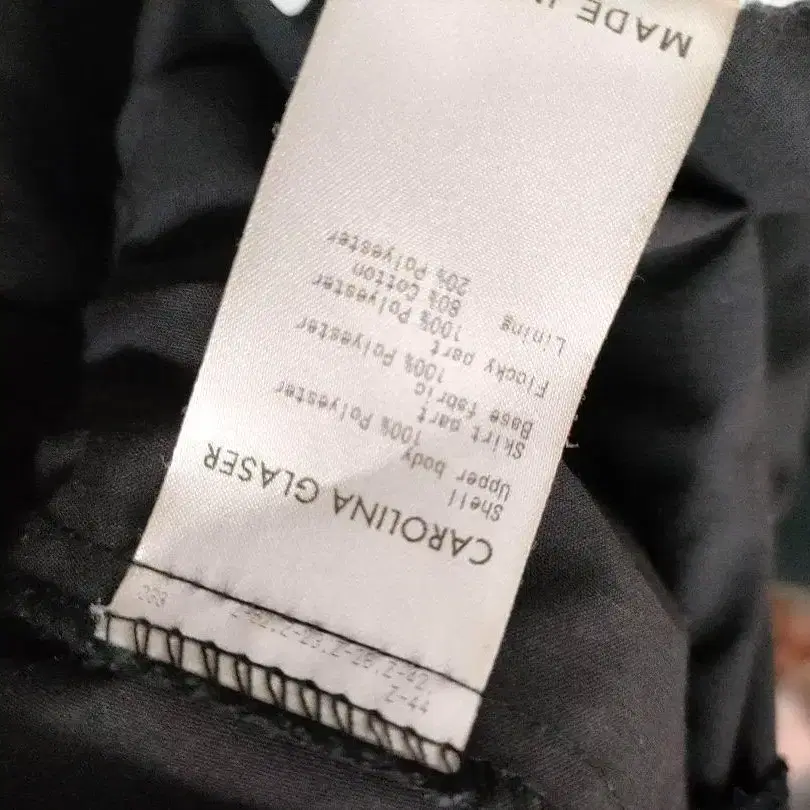 CAROLINA GLASER
Shell
Upper body
100% Polyester
Skirt part
Base fabric
100% Polyester
Flocky part
100% Polyester
Lining 80% Cotton
20% Polyester
MADE